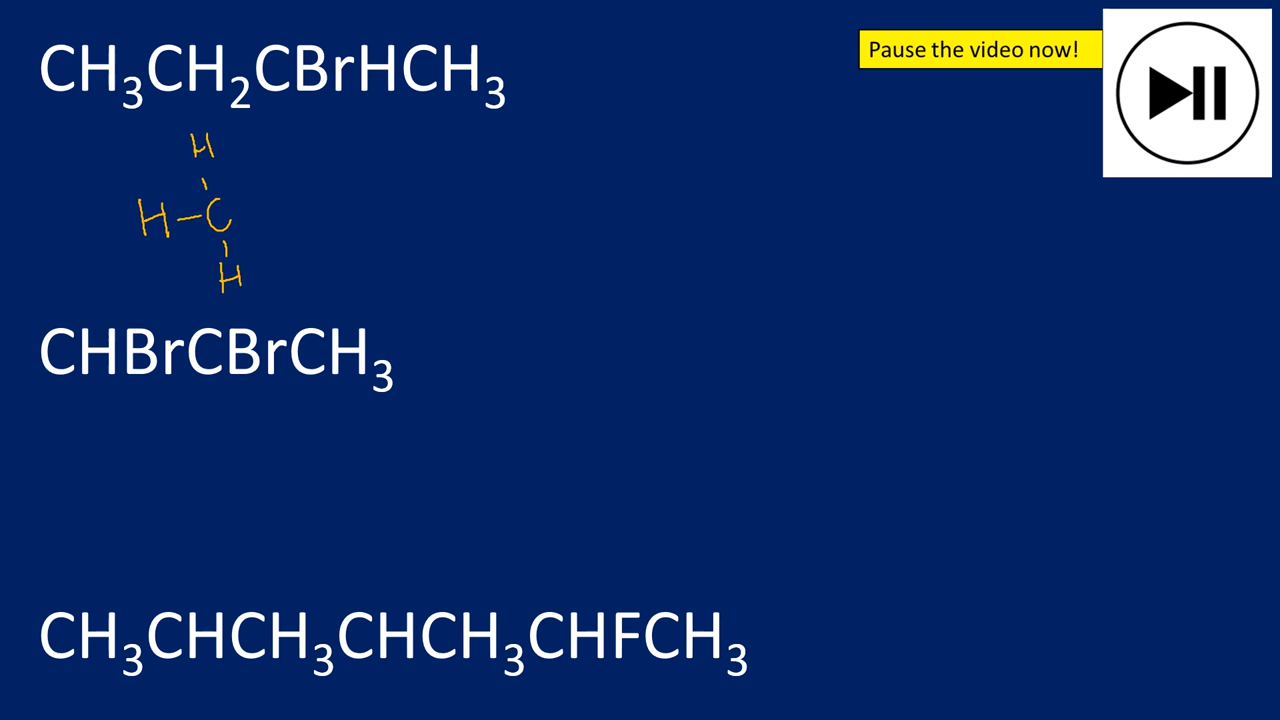 CH₃CH₂CBrHCH₃
Pause the video now!
H
H–C
H
CHBrCBrCH₃
CH₃CHCH₃CHCH₃CHFCH₃